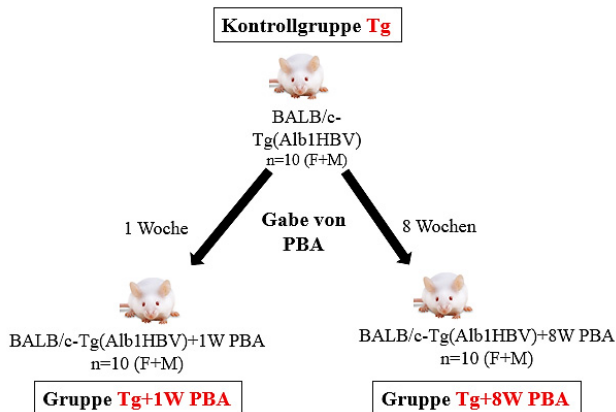 Kontrollgruppe Tg
BALB/c-
Tg(Alb1HBV)
n=10 (F+M)
1 Woche
Gabe von
PBA
8 Wochen
BALB/c-Tg(Alb1HBV)+1W PBA
n=10 (F+M)
BALB/c-Tg(Alb1HBV)+8W PBA
n=10 (F+M)
Gruppe Tg+1W PBA
Gruppe Tg+8W PBA